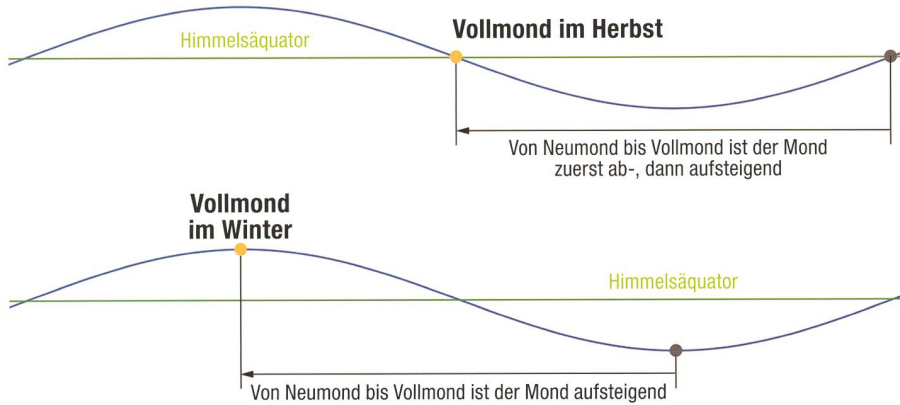 Himmelsäquator
Vollmond im Herbst
Von Neumond bis Vollmond ist der Mond
zuerst ab-, dann aufsteigend
Vollmond
im Winter
Himmelsäquator
Von Neumond bis Vollmond ist der Mond aufsteigend